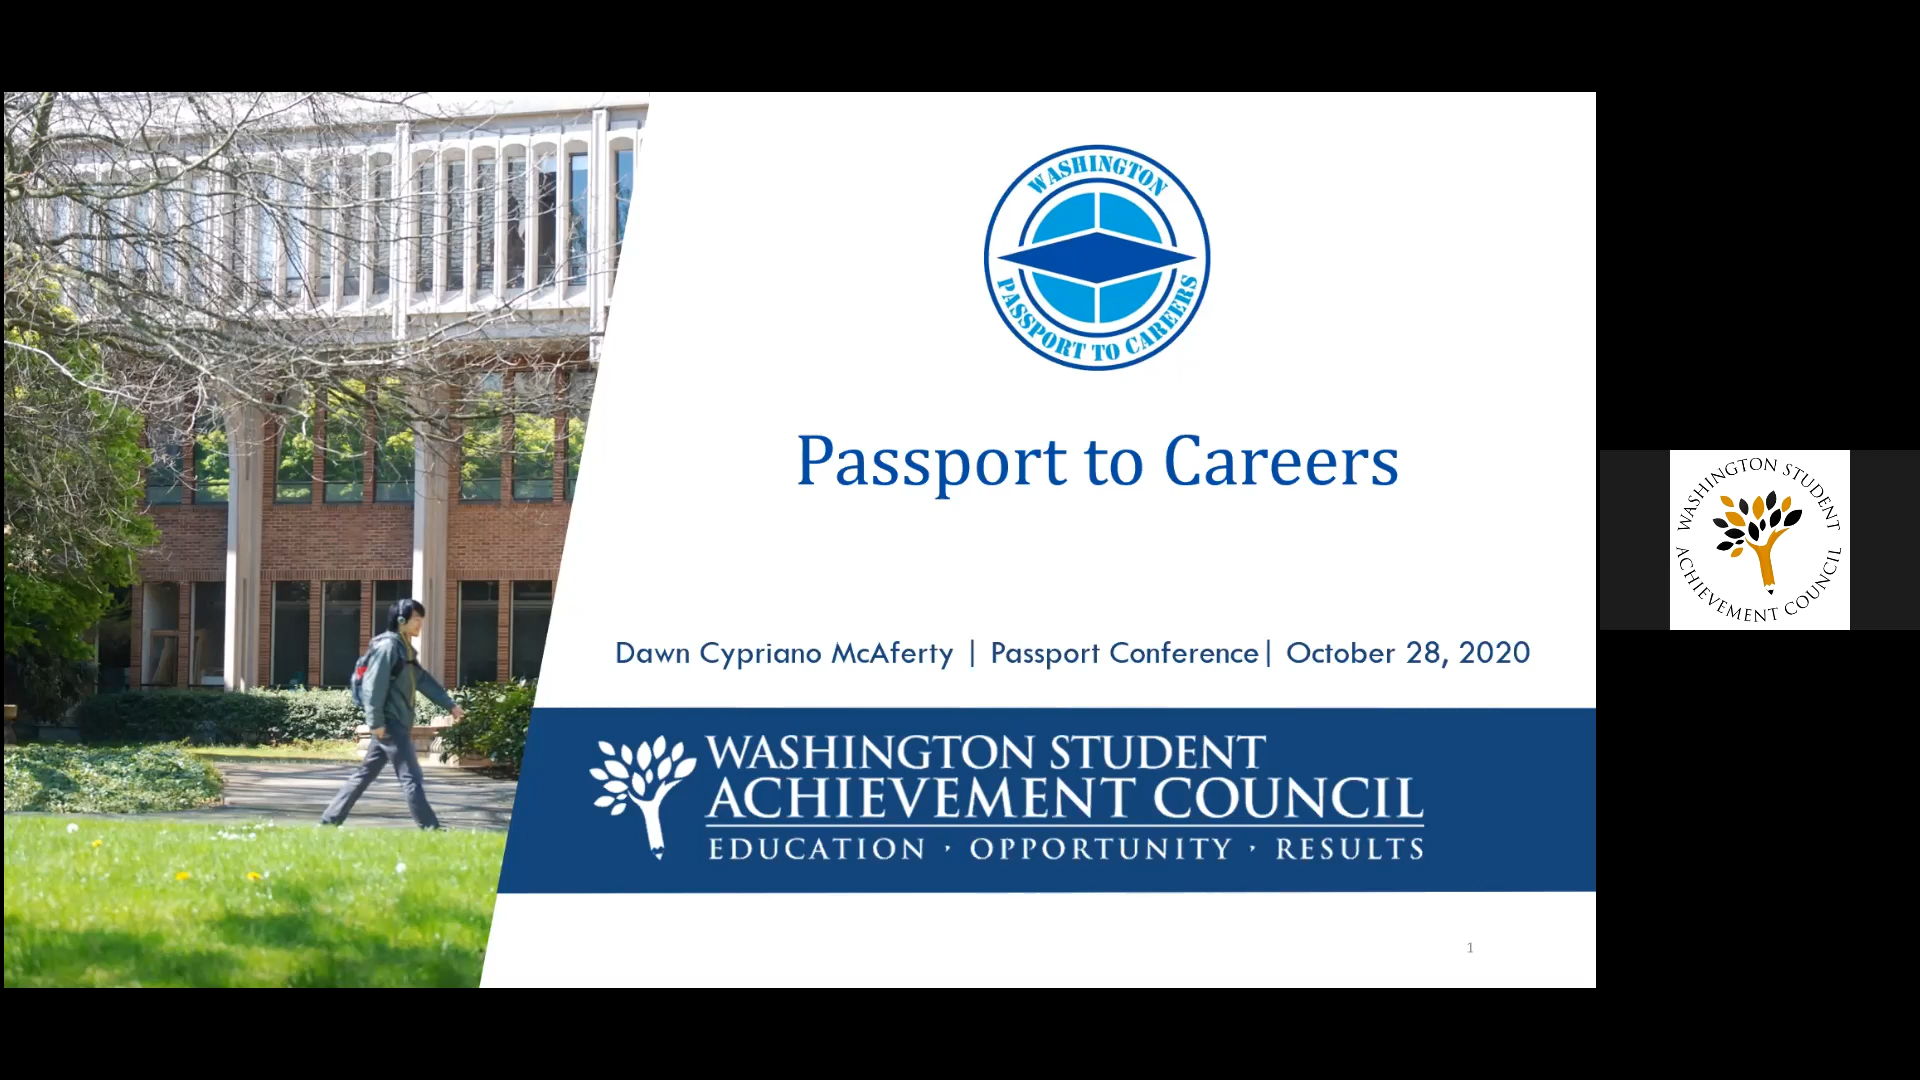 WASHINGTON
PASSPORT TO CAREERS
Passport to Careers
Dawn Cypriano McAferty | Passport Conference| October 28, 2020
WASHINGTON STUDENT
ACHIEVEMENT COUNCIL
EDUCATION · OPPORTUNITY · RESULTS
1
WASHINGTON STUDENT
ACHIEVEMENT COUNCIL